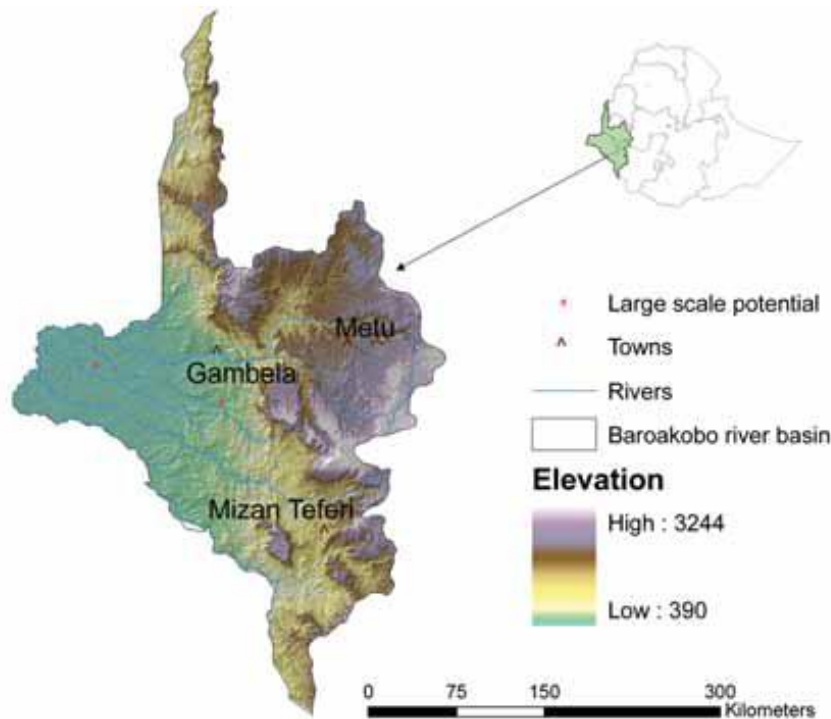 Metu
Gambela
Mizan Teferi
Large scale potential
Towns
Rivers
Baroakobo river basin
Elevation
High : 3244
Low : 390
0 75 150 300
Kilometers